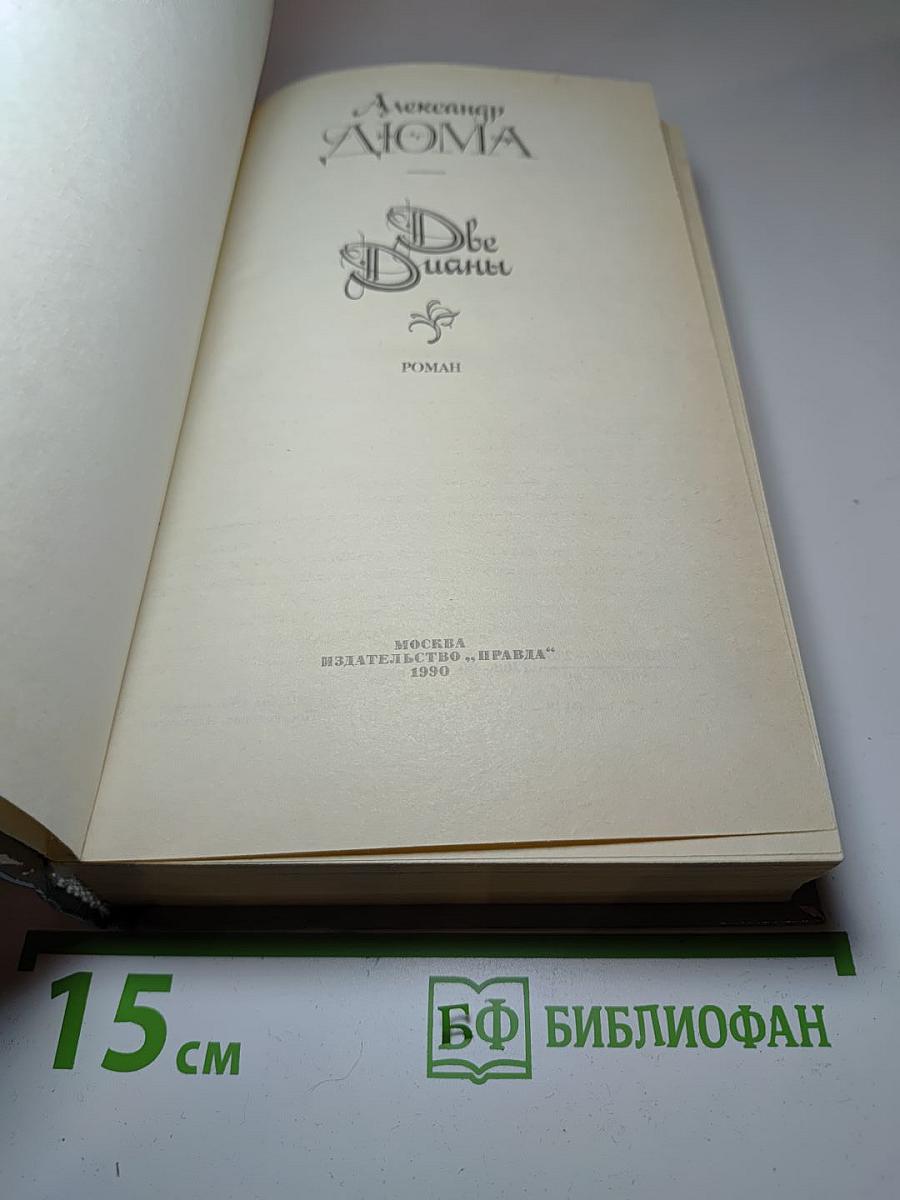 Александр
ДЮМА
Две
Дианы
РОМАН
МОСКВА
ИЗДАТЕЛЬСТВО „ПРАВДА“
1990
15 см
БФ БИБЛИОФАН